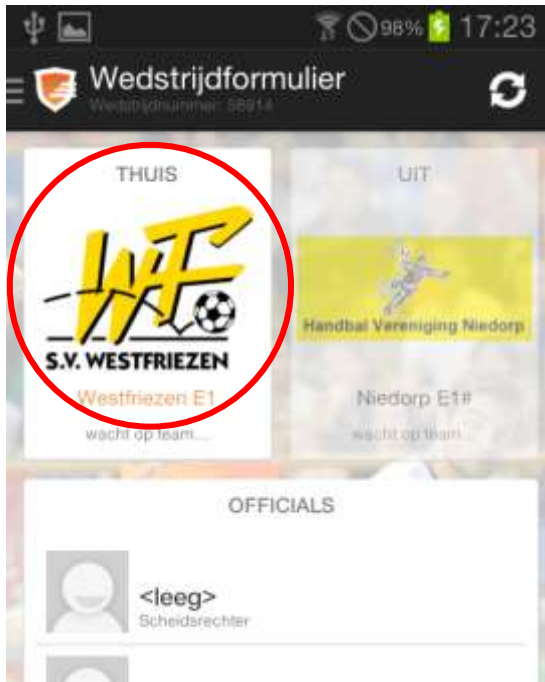 98% 17:23
Wedstrijdformulier
Wedstrijdnummer: 58914
THUIS
UIT
WF
S.V. WESTFRIEZEN
Handbal Vereniging Niedorp
Westfriezen E1
Niedorp E1#
wacht op team...
wacht op team...
OFFICIALS
<leeg>
Scheidsrechter